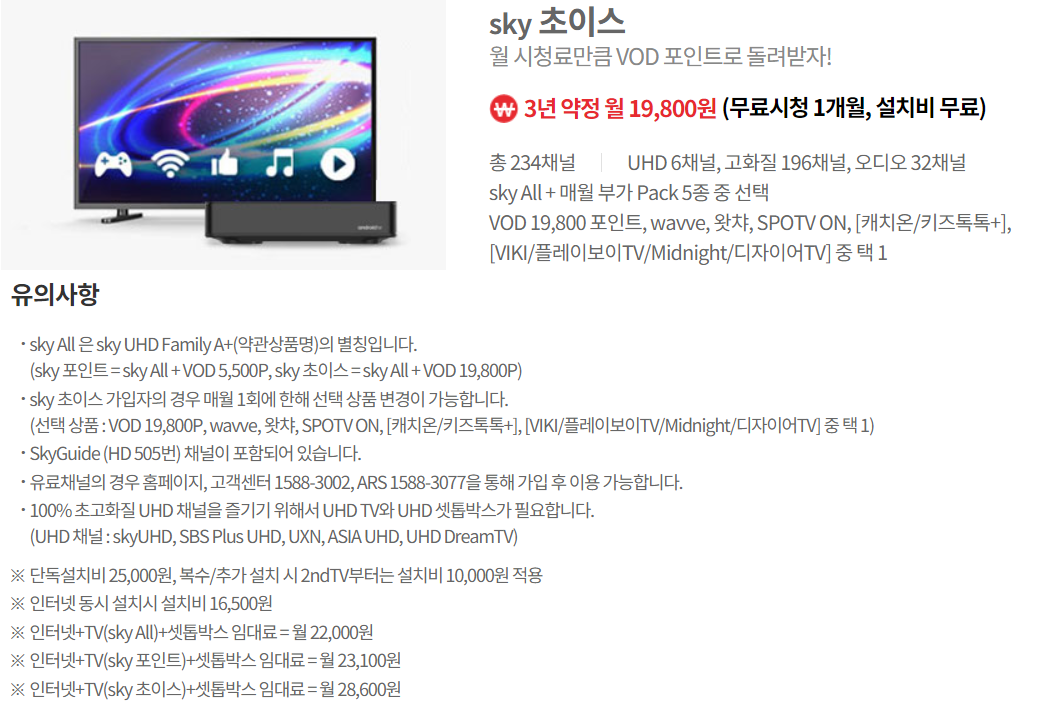 sky 초이스
월 시청료만큼 VOD 포인트로 돌려받자!
₩ 3년 약정 월 19,800원 (무료시청 1개월, 설치비 무료)
총 234채널 | UHD 6채널, 고화질 196채널, 오디오 32채널
sky All + 매월 부가 Pack 5종 중 선택
VOD 19,800 포인트, wavve, 왓챠, SPOTV ON, [캐치온/키즈톡톡+],
[VIKI/플레이보이TV/Midnight/디자이어TV] 중 택 1
유의사항
· sky All 은 sky UHD Family A+(약관상품명)의 별칭입니다.
(sky 포인트 = sky All + VOD 5,500P, sky 초이스 = sky All + VOD 19,800P)
· sky 초이스 가입자의 경우 매월 1회에 한해 선택 상품 변경이 가능합니다.
(선택 상품 : VOD 19,800P, wavve, 왓챠, SPOTV ON, [캐치온/키즈톡톡+], [VIKI/플레이보이TV/Midnight/디자이어TV] 중 택 1)
· SkyGuide (HD 505번) 채널이 포함되어 있습니다.
· 유료채널의 경우 홈페이지, 고객센터 1588-3002, ARS 1588-3077을 통해 가입 후 이용 가능합니다.
· 100% 초고화질 UHD 채널을 즐기기 위해서 UHD TV와 UHD 셋톱박스가 필요합니다.
(UHD 채널 : skyUHD, SBS Plus UHD, UXN, ASIA UHD, UHD DreamTV)
※ 단독설치비 25,000원, 복수/추가 설치 시 2ndTV부터는 설치비 10,000원 적용
※ 인터넷 동시 설치시 설치비 16,500원
※ 인터넷+TV(sky All)+셋톱박스 임대료 = 월 22,000원
※ 인터넷+TV(sky 포인트)+셋톱박스 임대료 = 월 23,100원
※ 인터넷+TV(sky 초이스)+셋톱박스 임대료 = 월 28,600원